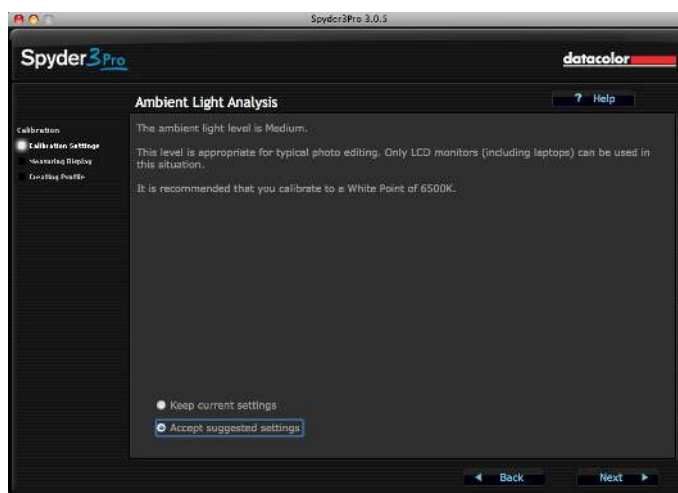 Spyder3Pro 3.0.5
Spyder3Pro
datacolor
Ambient Light Analysis
? Help
Calibration
Calibration Settings
Measuring Display
Creating Profile
The ambient light level is Medium.
This level is appropriate for typical photo editing. Only LCD monitors (including laptops) can be used in
this situation.
It is recommended that you calibrate to a White Point of 6500K.
Keep current settings
Accept suggested settings
Back
Next